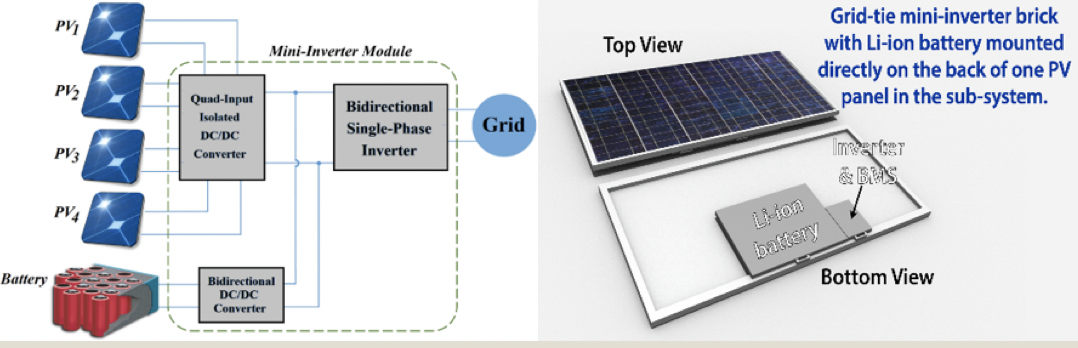 PV1
PV2
PV3
PV4
Battery
Mini-Inverter Module
Quad-Input
Isolated
DC/DC
Converter
Bidirectional
Single-Phase
Inverter
Grid
Bidirectional
DC/DC
Converter
Top View
Grid-tie mini-inverter brick
with Li-ion battery mounted
directly on the back of one PV
panel in the sub-system.
Inverter
& BMS
Li-ion
battery
Bottom View